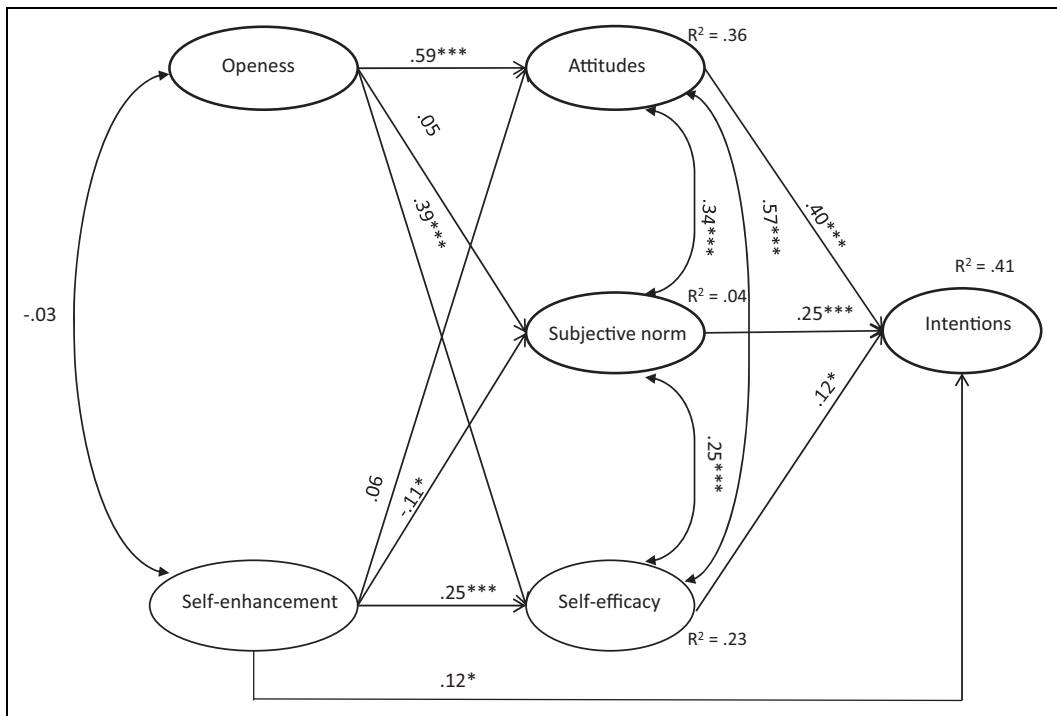 Openess
.59***
Attitudes
R² = .36
.05
.39***
.34***
.57***
.40***
-.03
R² = .04
Subjective norm
.25***
R² = .41
Intentions
.12*
.25***
.06
-.11*
Self-enhancement
.25***
Self-efficacy
R² = .23
.12*